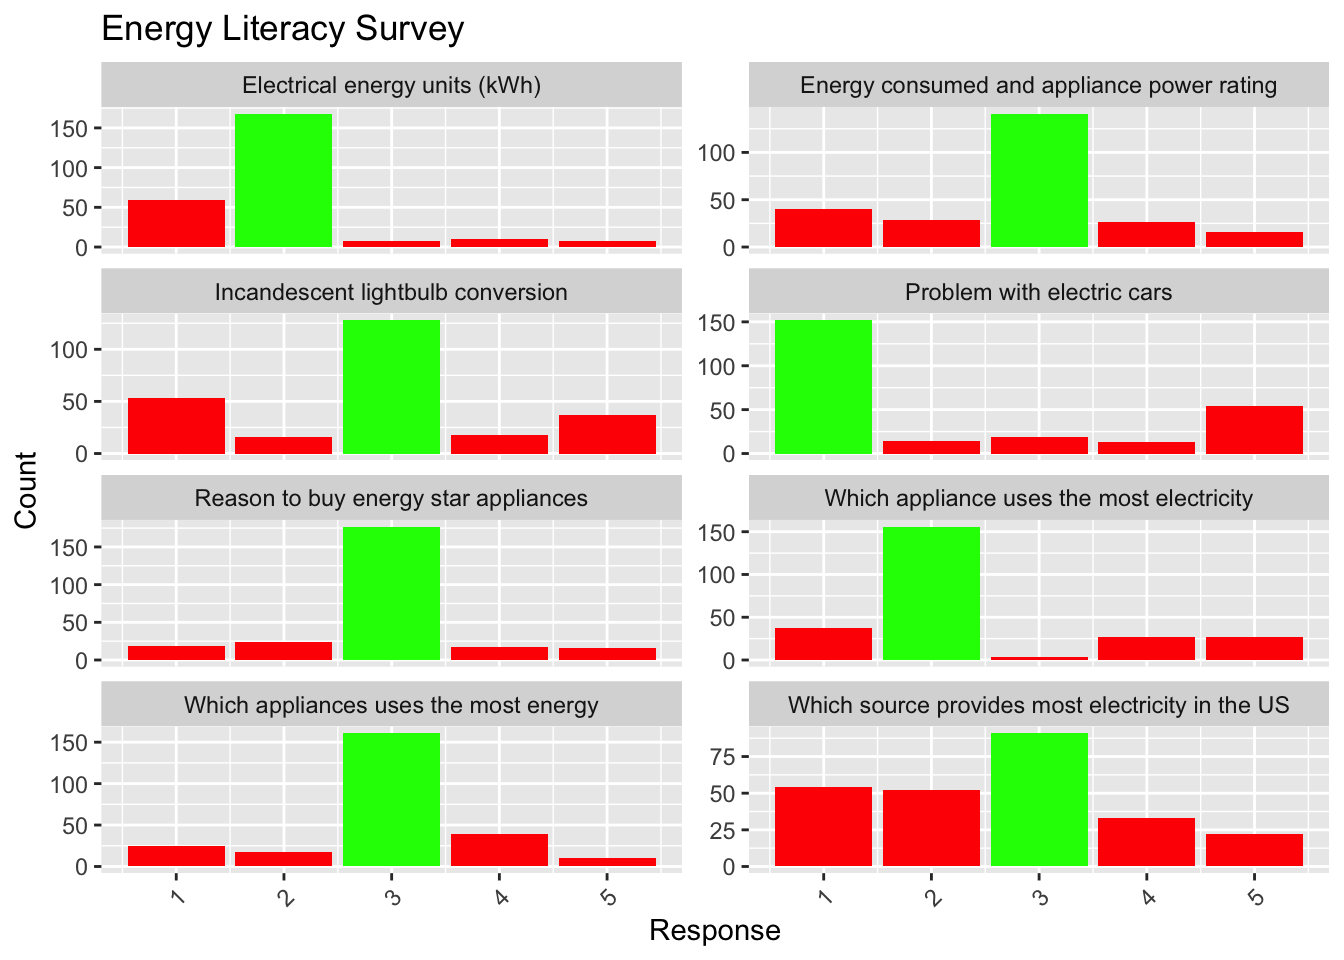 Energy Literacy Survey
Electrical energy units (kWh)
Energy consumed and appliance power rating
150
100
50
0
100
50
0
Incandescent lightbulb conversion
Problem with electric cars
100
50
0
150
100
50
0
Count
Reason to buy energy star appliances
Which appliance uses the most electricity
150
100
50
0
150
100
50
0
Which appliances uses the most energy
Which source provides most electricity in the US
150
100
50
0
75
50
25
0
1 2 3 4 5
1 2 3 4 5
Response